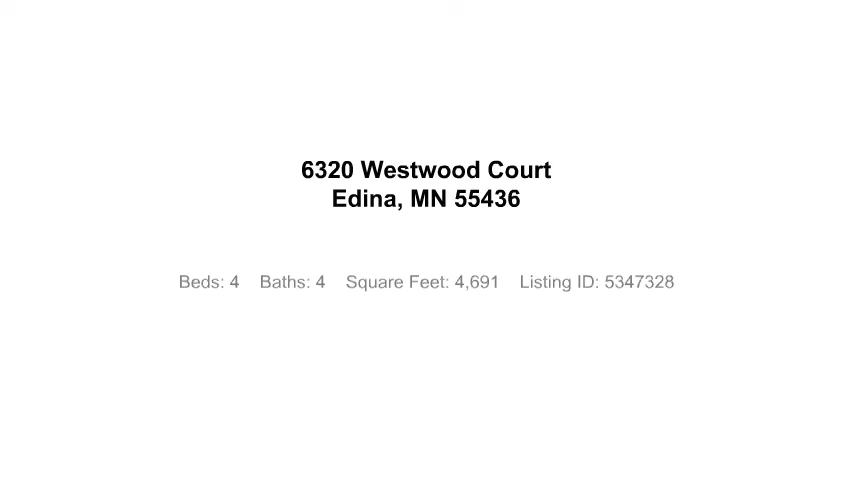 6320 Westwood Court
Edina, MN 55436
Beds: 4 Baths: 4 Square Feet: 4,691 Listing ID: 5347328